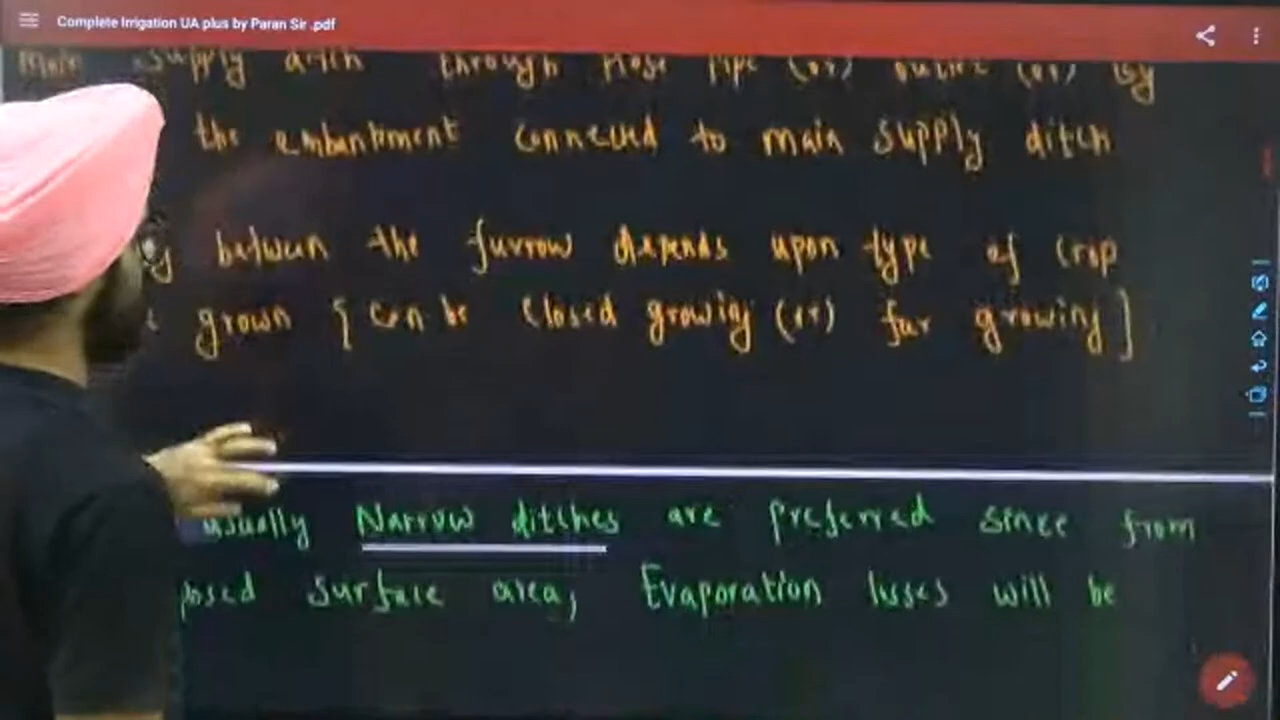 Complete Irrigation UA plus by Paran Sir .pdf
main supply ditch through Hose Pipe (or) outlet (or) by
the embankment connected to main supply ditch
between the furrow depends upon type of crop
grown { can be closed growing (or) far growing ]
usually Narrow ditches are preferred since from
posed surface area, Evaporation losses will be